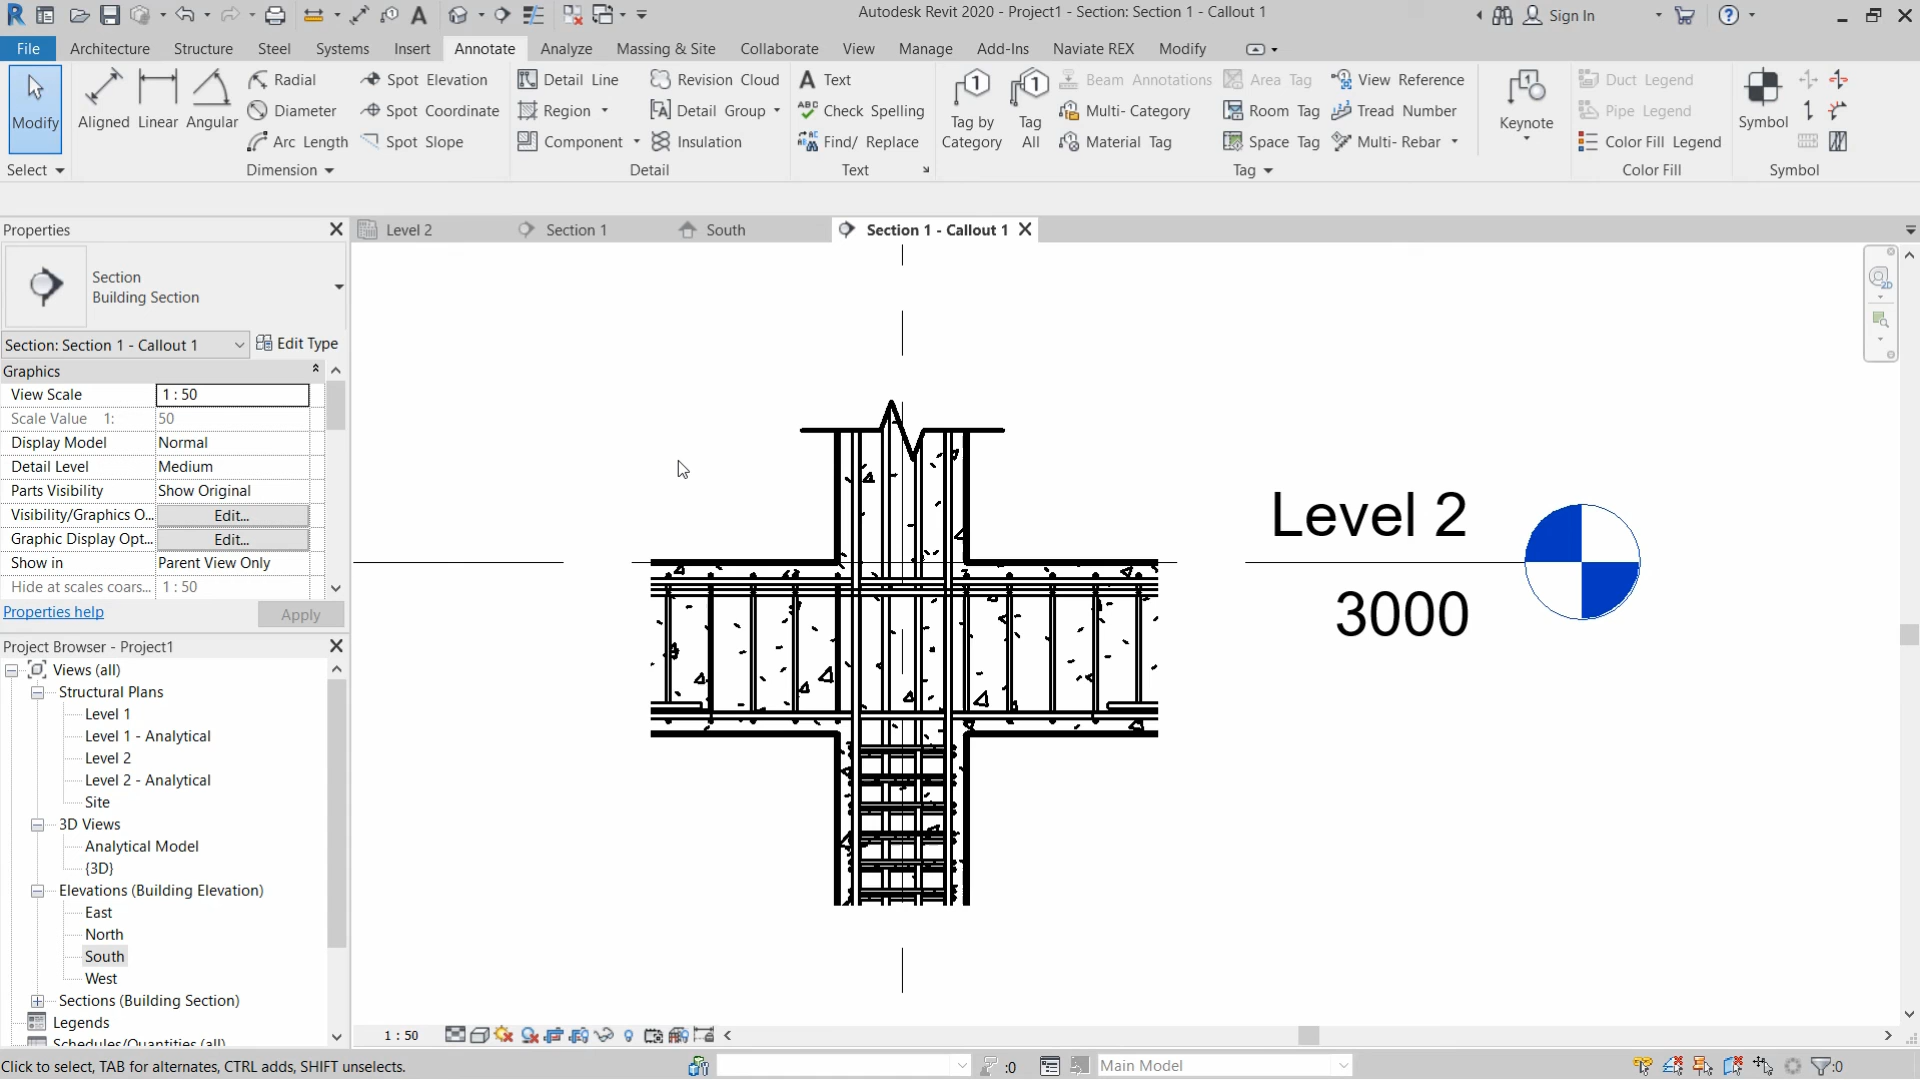 Autodesk Revit 2020 - Project1 - Section: Section 1 - Callout 1
Sign In
File Architecture Structure Steel Systems Insert Annotate Analyze Massing & Site Collaborate View Manage Add-Ins Naviate REX Modify
Modify
Select
Aligned
Linear
Angular
Radial
Diameter
Arc Length
Spot Elevation
Spot Coordinate
Spot Slope
Dimension
Detail Line
Region
Component
Revision Cloud
Detail Group
Insulation
Detail
Text
Check Spelling
Find/ Replace
Text
Tag by
Category
Tag
All
Beam Annotations
Multi- Category
Material Tag
Area Tag
Room Tag
Space Tag
View Reference
Tread Number
Multi- Rebar
Tag
Keynote
Duct Legend
Pipe Legend
Color Fill Legend
Color Fill
Symbol
Symbol
Properties
Section
Building Section
Section: Section 1 - Callout 1
Edit Type
Graphics
View Scale 1 : 50
Scale Value 1: 50
Display Model Normal
Detail Level Medium
Parts Visibility Show Original
Visibility/Graphics O... Edit...
Graphic Display Opt... Edit...
Show in Parent View Only
Hide at scales coars... 1 : 50
Properties help
Apply
Project Browser - Project1
Views (all)
Structural Plans
Level 1
Level 1 - Analytical
Level 2
Level 2 - Analytical
Site
3D Views
Analytical Model
{3D}
Elevations (Building Elevation)
East
North
South
West
Sections (Building Section)
Legends
Schedules/Quantities (all)
Level 2
Section 1
South
Section 1 - Callout 1
Level 2
3000
2D
1 : 50
Click to select, TAB for alternates, CTRL adds, SHIFT unselects.
:0
Main Model
:0